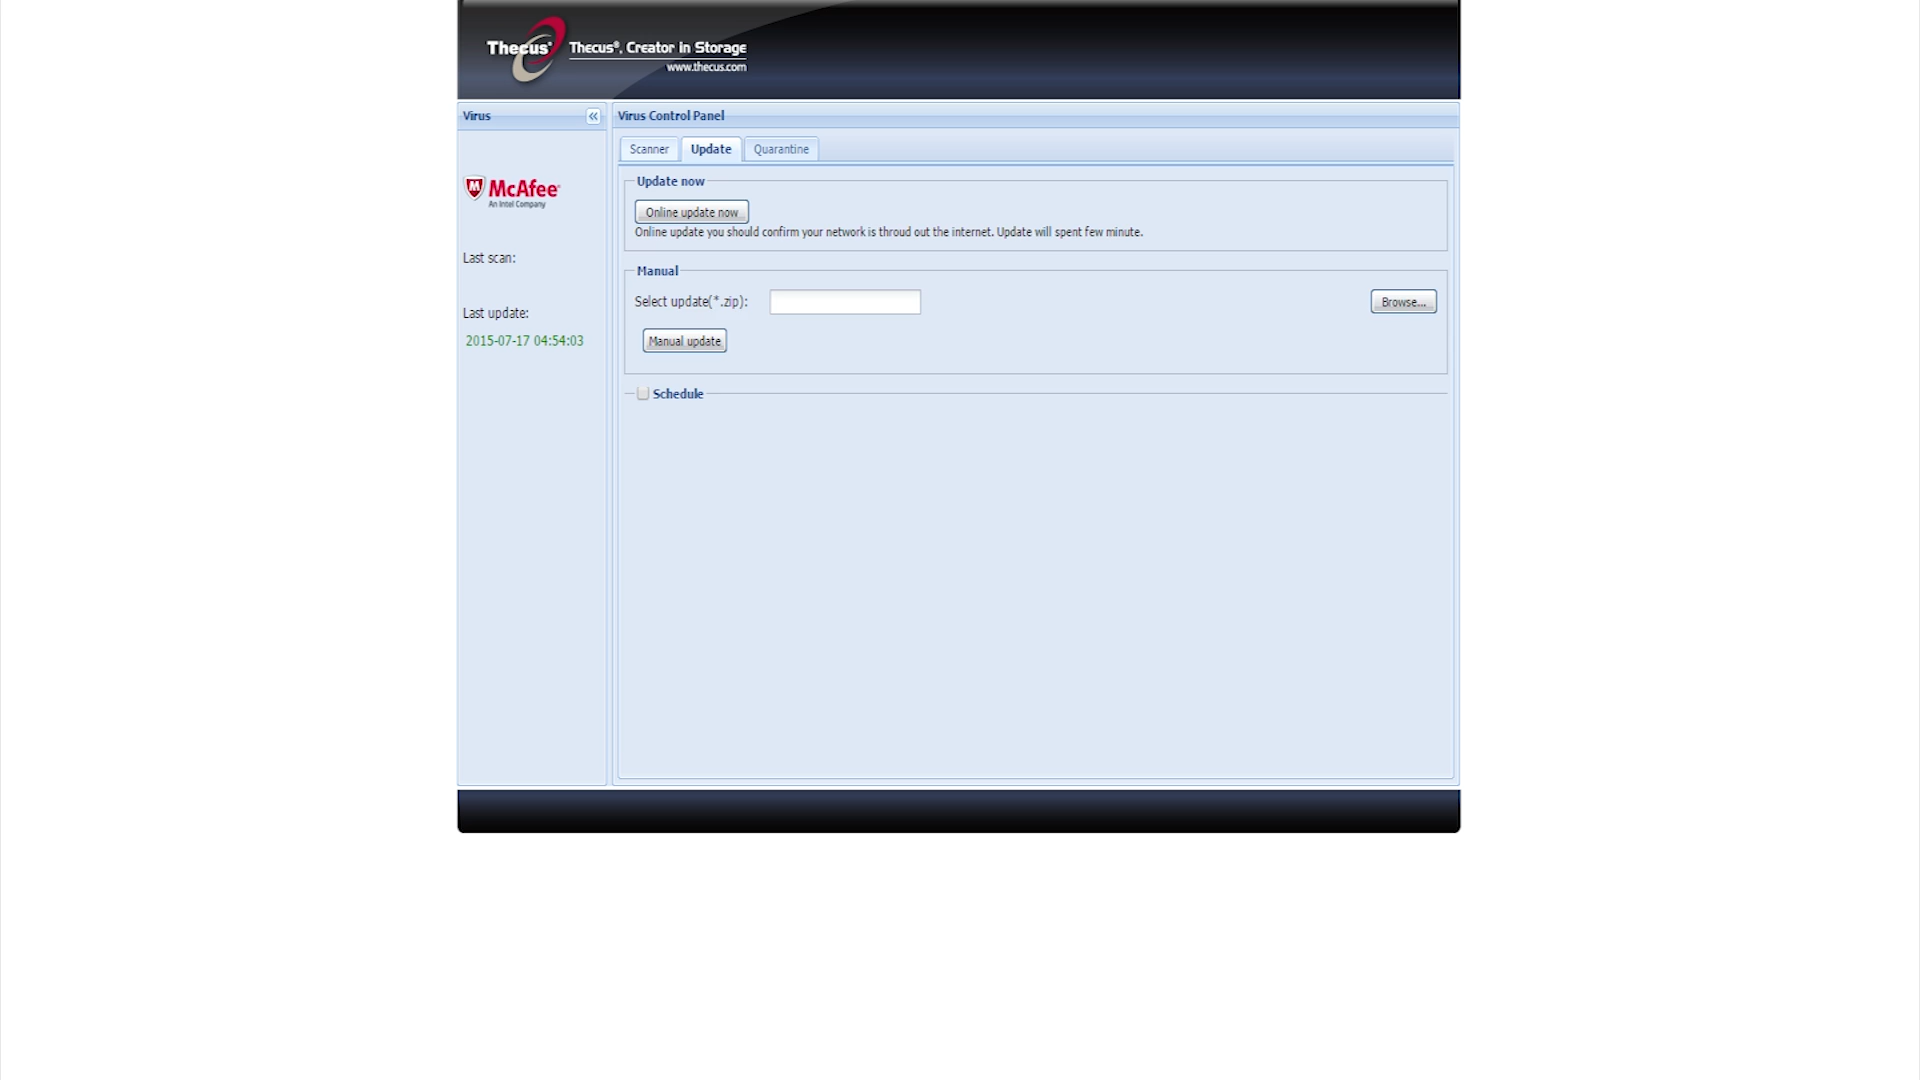 Thecus® Thecus®. Creator in Storage
www.thecus.com
Virus
Virus Control Panel
Scanner Update Quarantine
McAfee®
An Intel Company
Last scan:
Last update:
2015-07-17 04:54:03
Update now
Online update now
Online update you should confirm your network is throud out the internet. Update will spent few minute.
Manual
Select update(*.zip):
Browse...
Manual update
Schedule